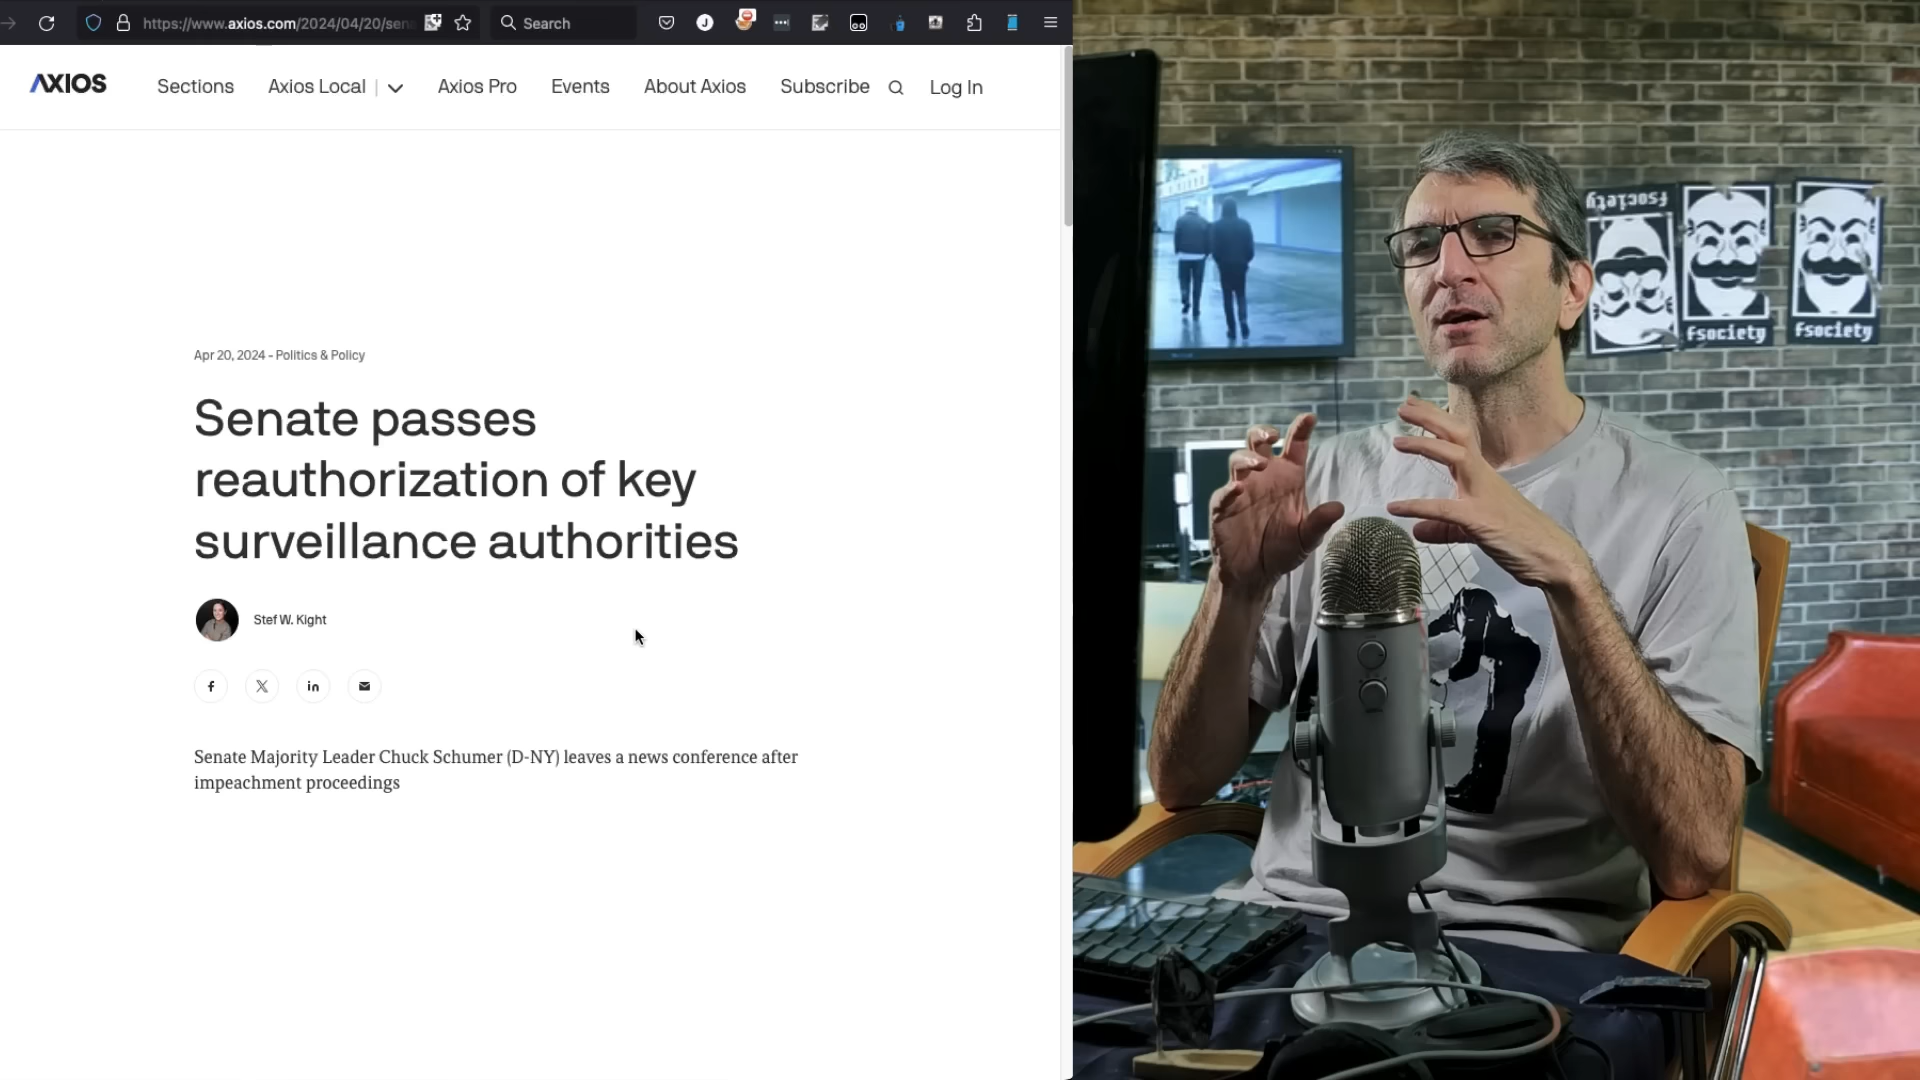 https://www.axios.com/2024/04/20/sen
Search
AXIOS
Sections
Axios Local
Axios Pro
Events
About Axios
Subscribe
Log In
Apr 20, 2024 - Politics & Policy
Senate passes
reauthorization of key
surveillance authorities
Stef W. Kight
Senate Majority Leader Chuck Schumer (D-NY) leaves a news conference after
impeachment proceedings
fsociety
fsociety
fsociety